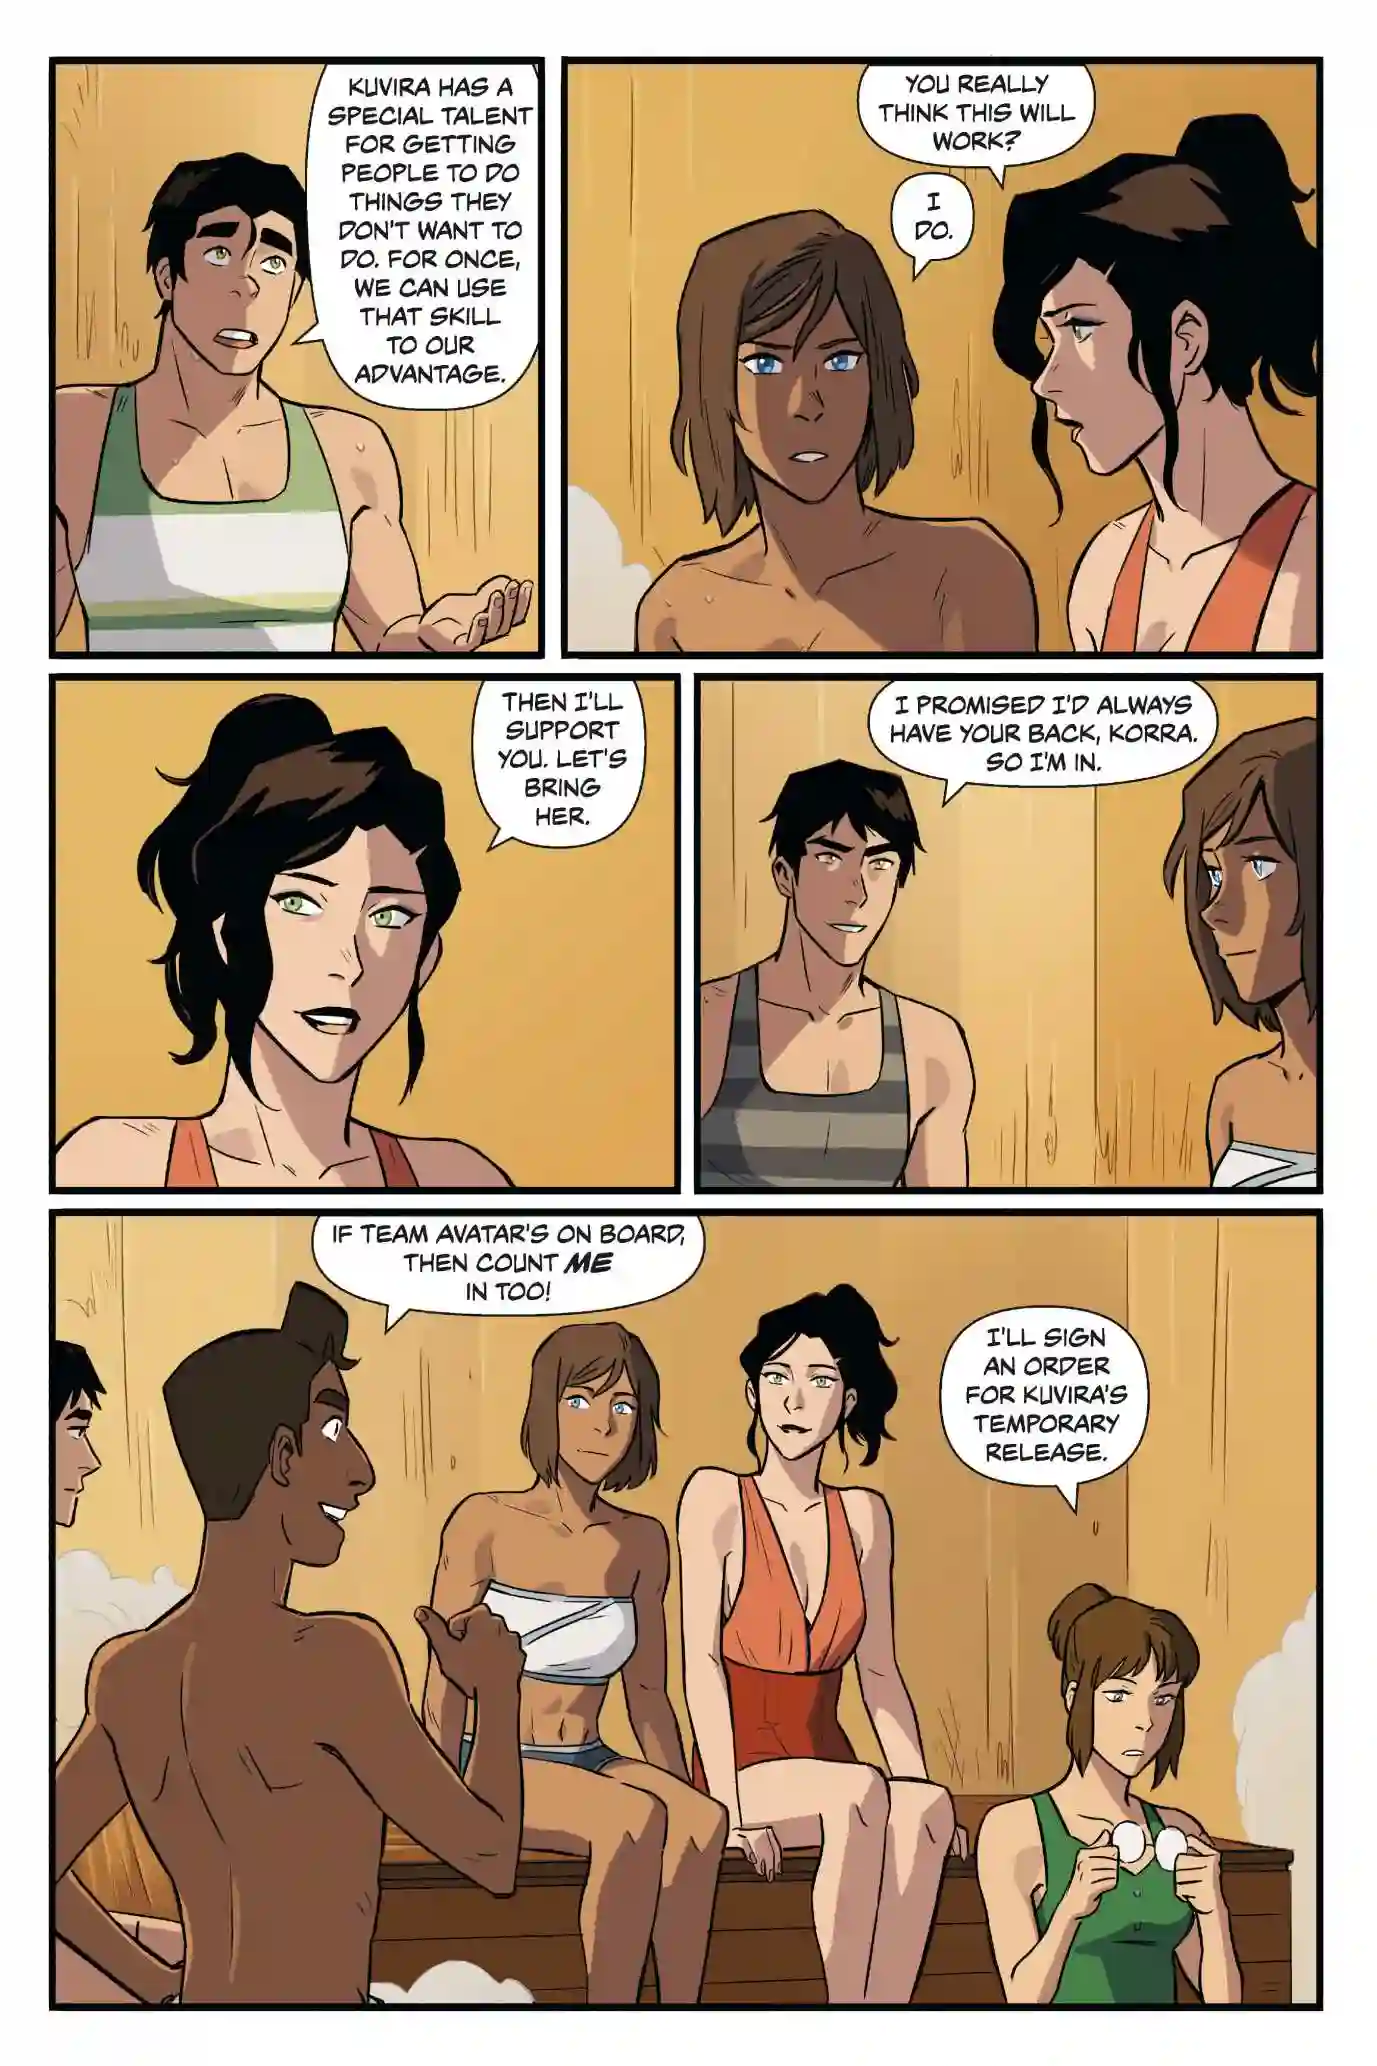 KUVIRA HAS A
SPECIAL TALENT
FOR GETTING
PEOPLE TO DO
THINGS THEY
DON'T WANT TO
DO. FOR ONCE,
WE CAN USE
THAT SKILL
TO OUR
ADVANTAGE.
YOU REALLY
THINK THIS WILL
WORK?
I
DO.
THEN I'LL
SUPPORT
YOU. LET'S
BRING
HER.
I PROMISED I'D ALWAYS
HAVE YOUR BACK, KORRA.
SO I'M IN.
IF TEAM AVATAR'S ON BOARD,
THEN COUNT ME
IN TOO!
I'LL SIGN
AN ORDER
FOR KUVIRA'S
TEMPORARY
RELEASE.